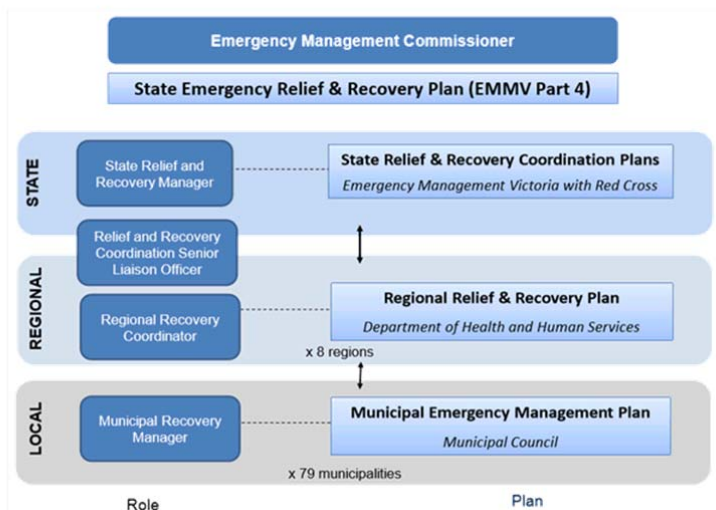 Emergency Management Commissioner
State Emergency Relief & Recovery Plan (EMMV Part 4)
STATE
State Relief and
Recovery Manager
State Relief & Recovery Coordination Plans
Emergency Management Victoria with Red Cross
Relief and Recovery
Coordination Senior
Liaison Officer
REGIONAL
Regional Recovery
Coordinator
Regional Relief & Recovery Plan
Department of Health and Human Services
x 8 regions
LOCAL
Municipal Recovery
Manager
Municipal Emergency Management Plan
Municipal Council
x 79 municipalities
Role
Plan